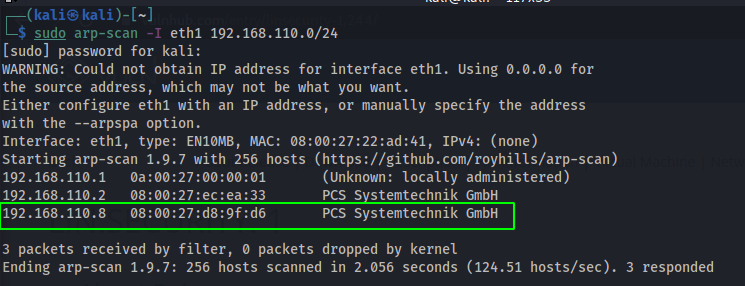 (kali㉿kali)-[~]
$ sudo arp-scan -I eth1 192.168.110.0/24
[sudo] password for kali:
WARNING: Could not obtain IP address for interface eth1. Using 0.0.0.0 for
the source address, which may not be what you want.
Either configure eth1 with an IP address, or manually specify the address
with the --arpspa option.
Interface: eth1, type: EN10MB, MAC: 08:00:27:22:ad:41, IPv4: (none)
Starting arp-scan 1.9.7 with 256 hosts (https://github.com/royhills/arp-scan)
192.168.110.1 0a:00:27:00:00:01 (Unknown: locally administered)
192.168.110.2 08:00:27:ec:ea:33 PCS Systemtechnik GmbH
192.168.110.8 08:00:27:d8:9f:d6 PCS Systemtechnik GmbH
3 packets received by filter, 0 packets dropped by kernel
Ending arp-scan 1.9.7: 256 hosts scanned in 2.056 seconds (124.51 hosts/sec). 3 responded